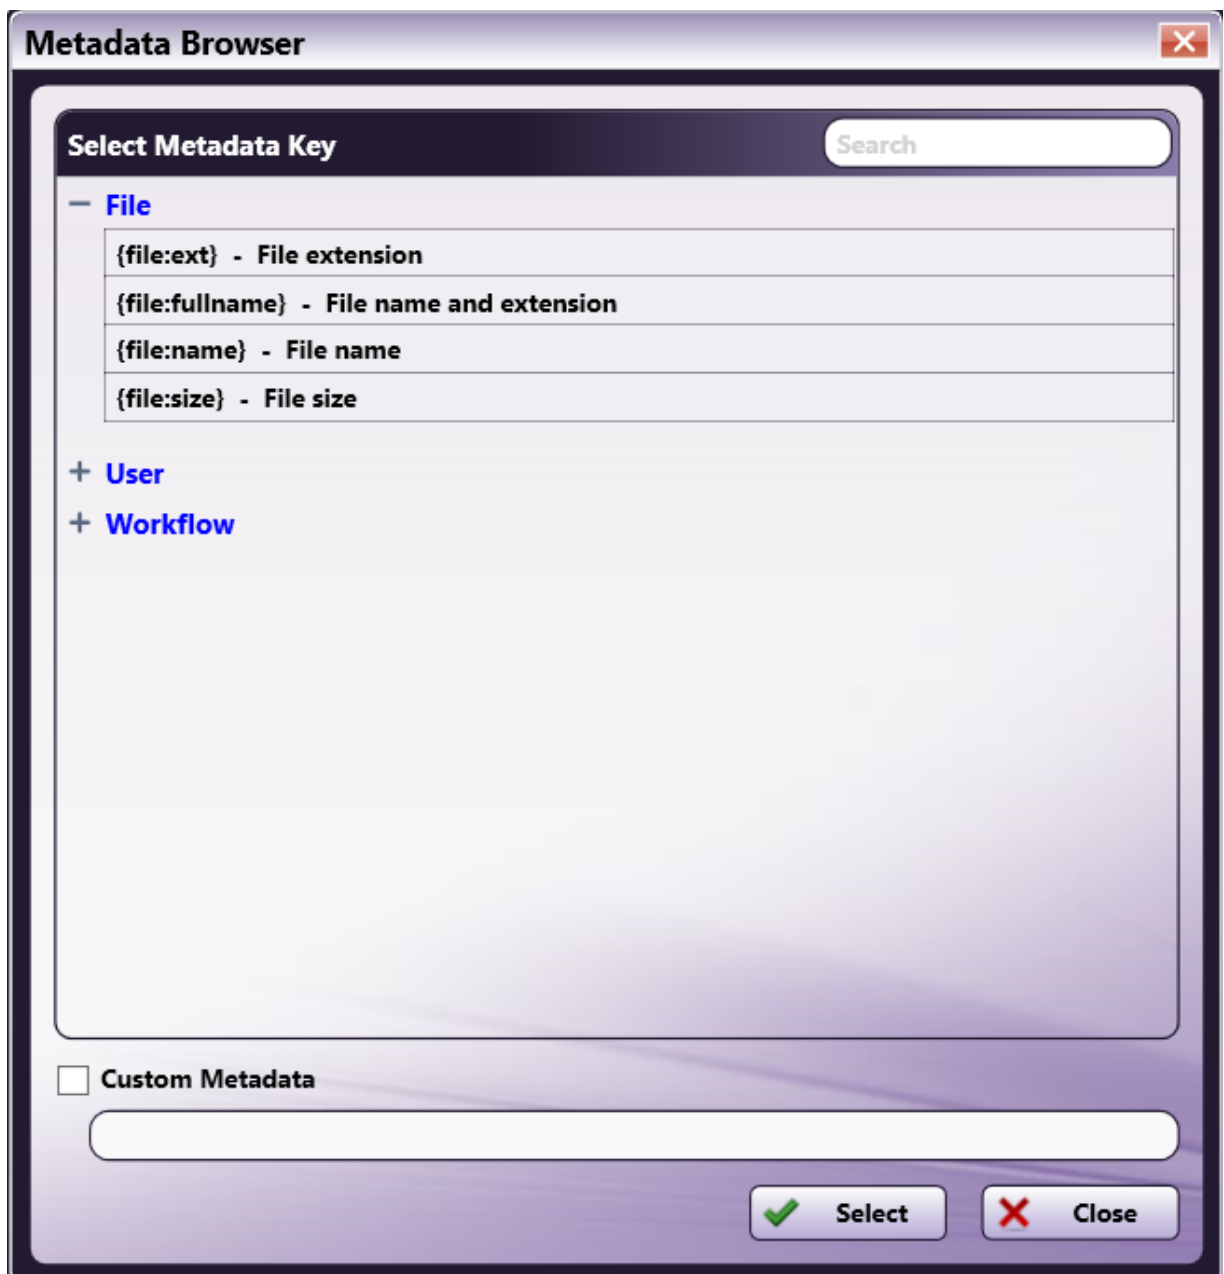 Metadata Browser
Select Metadata Key
Search
File
{file:ext} - File extension
{file:fullname} - File name and extension
{file:name} - File name
{file:size} - File size
User
Workflow
Custom Metadata
Select
Close